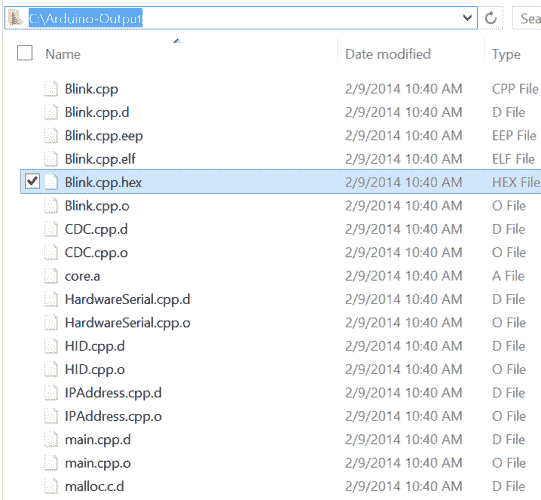 C:\Arduino-Output Sea
Name Date modified Type
Blink.cpp 2/9/2014 10:40 AM CPP File
Blink.cpp.d 2/9/2014 10:40 AM D File
Blink.cpp.eep 2/9/2014 10:40 AM EEP File
Blink.cpp.elf 2/9/2014 10:40 AM ELF File
Blink.cpp.hex 2/9/2014 10:40 AM HEX File
Blink.cpp.o 2/9/2014 10:40 AM O File
CDC.cpp.d 2/9/2014 10:40 AM D File
CDC.cpp.o 2/9/2014 10:40 AM O File
core.a 2/9/2014 10:40 AM A File
HardwareSerial.cpp.d 2/9/2014 10:40 AM D File
HardwareSerial.cpp.o 2/9/2014 10:40 AM O File
HID.cpp.d 2/9/2014 10:40 AM D File
HID.cpp.o 2/9/2014 10:40 AM O File
IPAddress.cpp.d 2/9/2014 10:40 AM D File
IPAddress.cpp.o 2/9/2014 10:40 AM O File
main.cpp.d 2/9/2014 10:40 AM D File
main.cpp.o 2/9/2014 10:40 AM O File
malloc.c.d 2/9/2014 10:40 AM D File